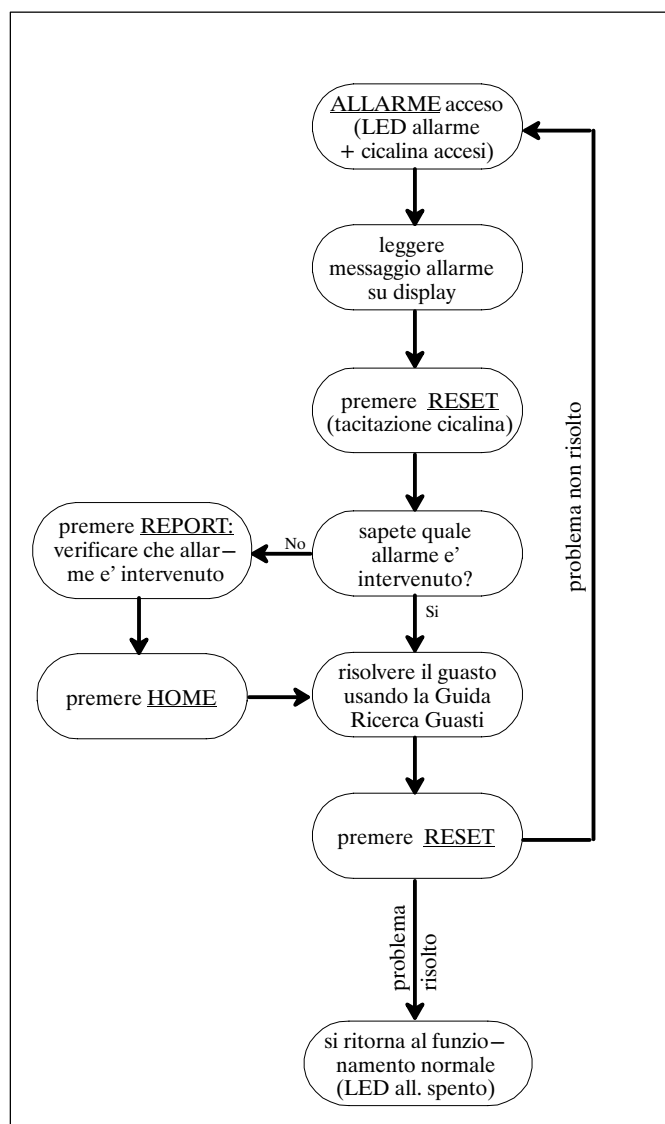 ALLARME acceso
(LED allarme
+ cicalina accesi)
leggere
messaggio allarme
su display
premere RESET
(tacitazione cicalina)
sapete quale
allarme e' 
intervenuto?
No
premere REPORT:
verificare che allar–
me e' intervenuto
premere HOME
Si
risolvere il guasto
usando la Guida
Ricerca Guasti
premere RESET
problema non risolto
problema
risolto
si ritorna al funzio–
namento normale
(LED all. spento)